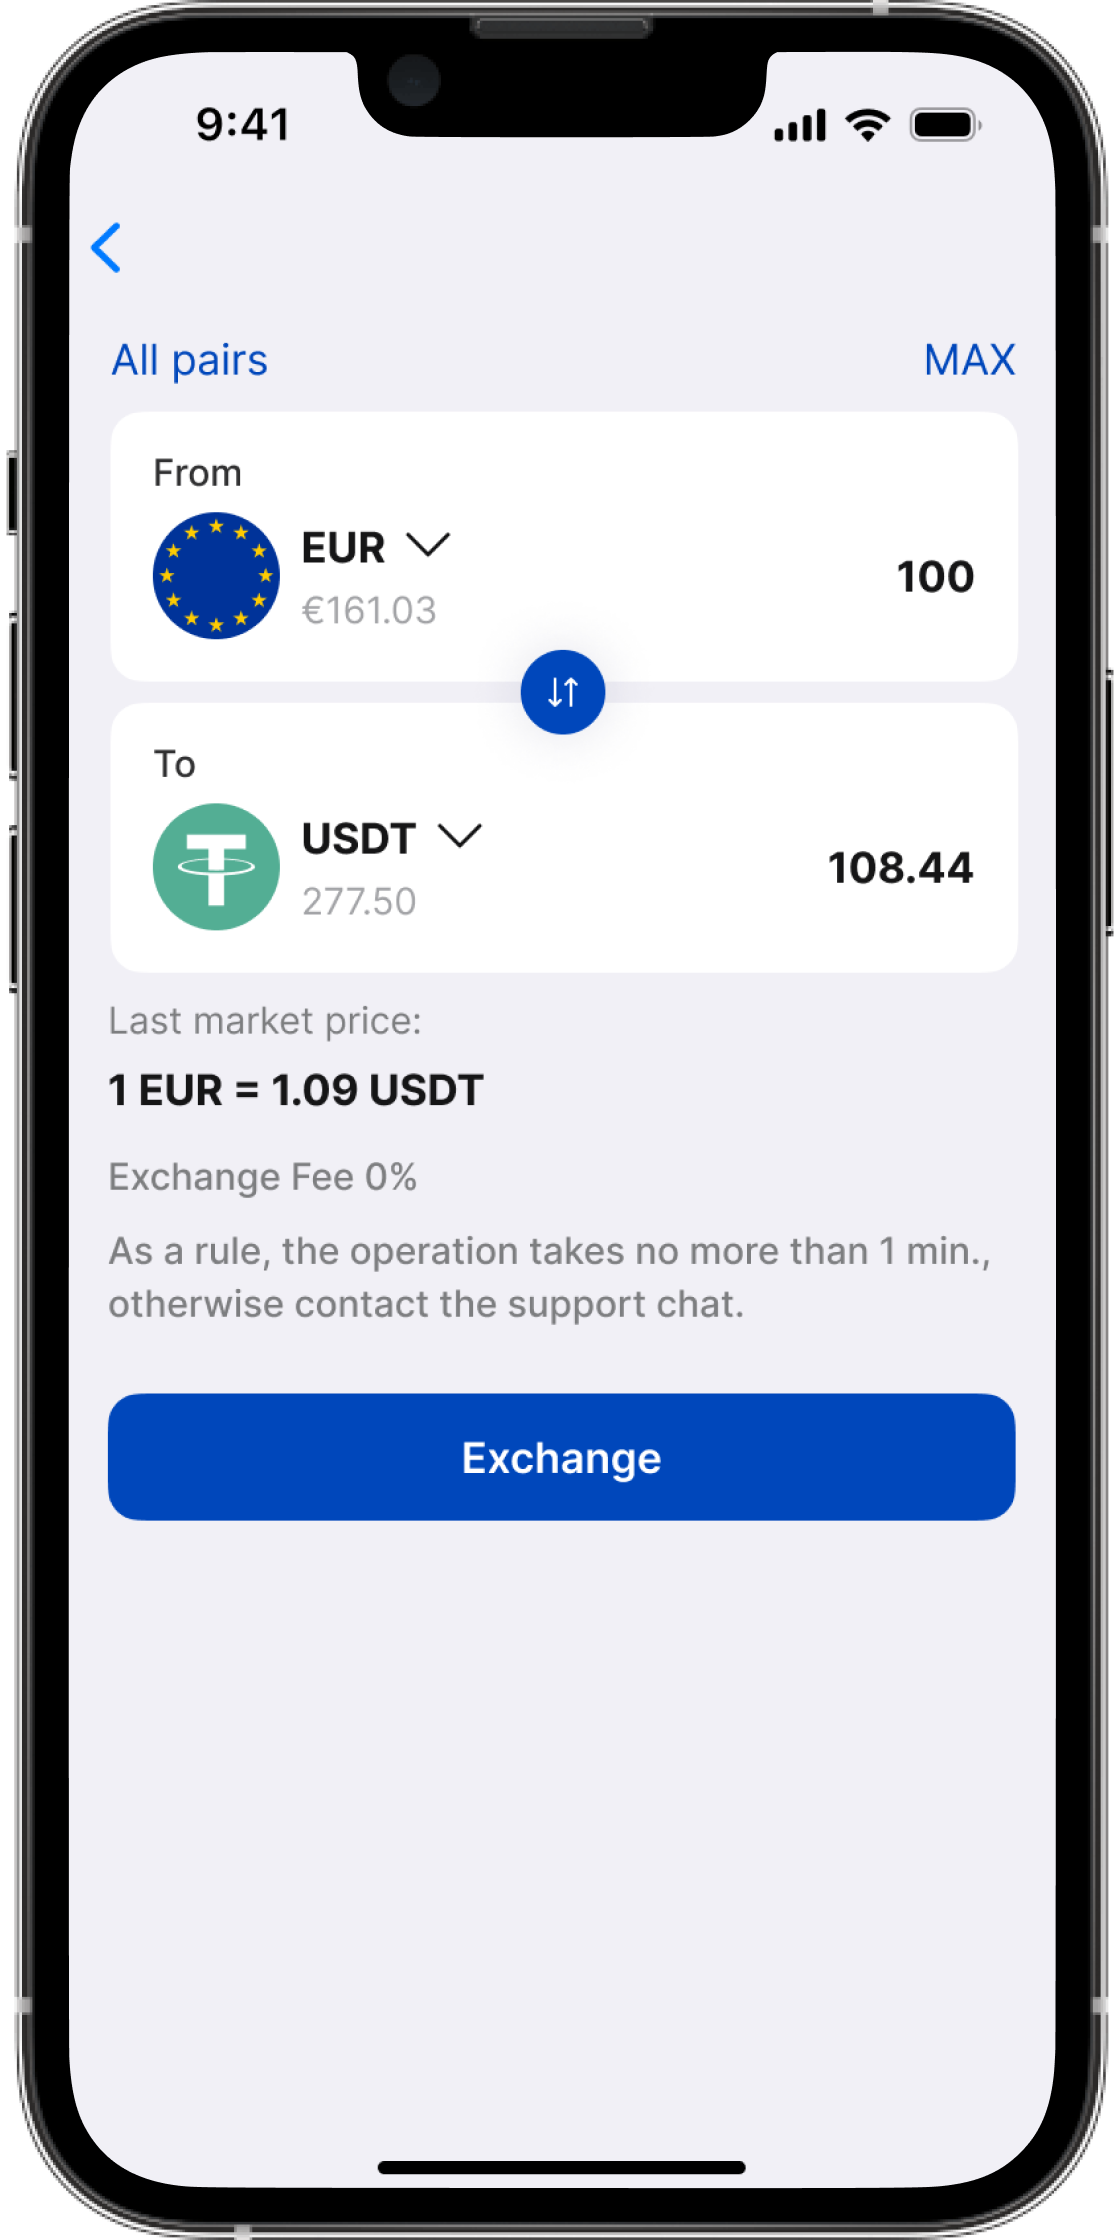 9:41
All pairs
MAX
From
EUR
€161.03
100
To
USDT
277.50
108.44
Last market price:
1 EUR = 1.09 USDT
Exchange Fee 0%
As a rule, the operation takes no more than 1 min.,
otherwise contact the support chat.
Exchange